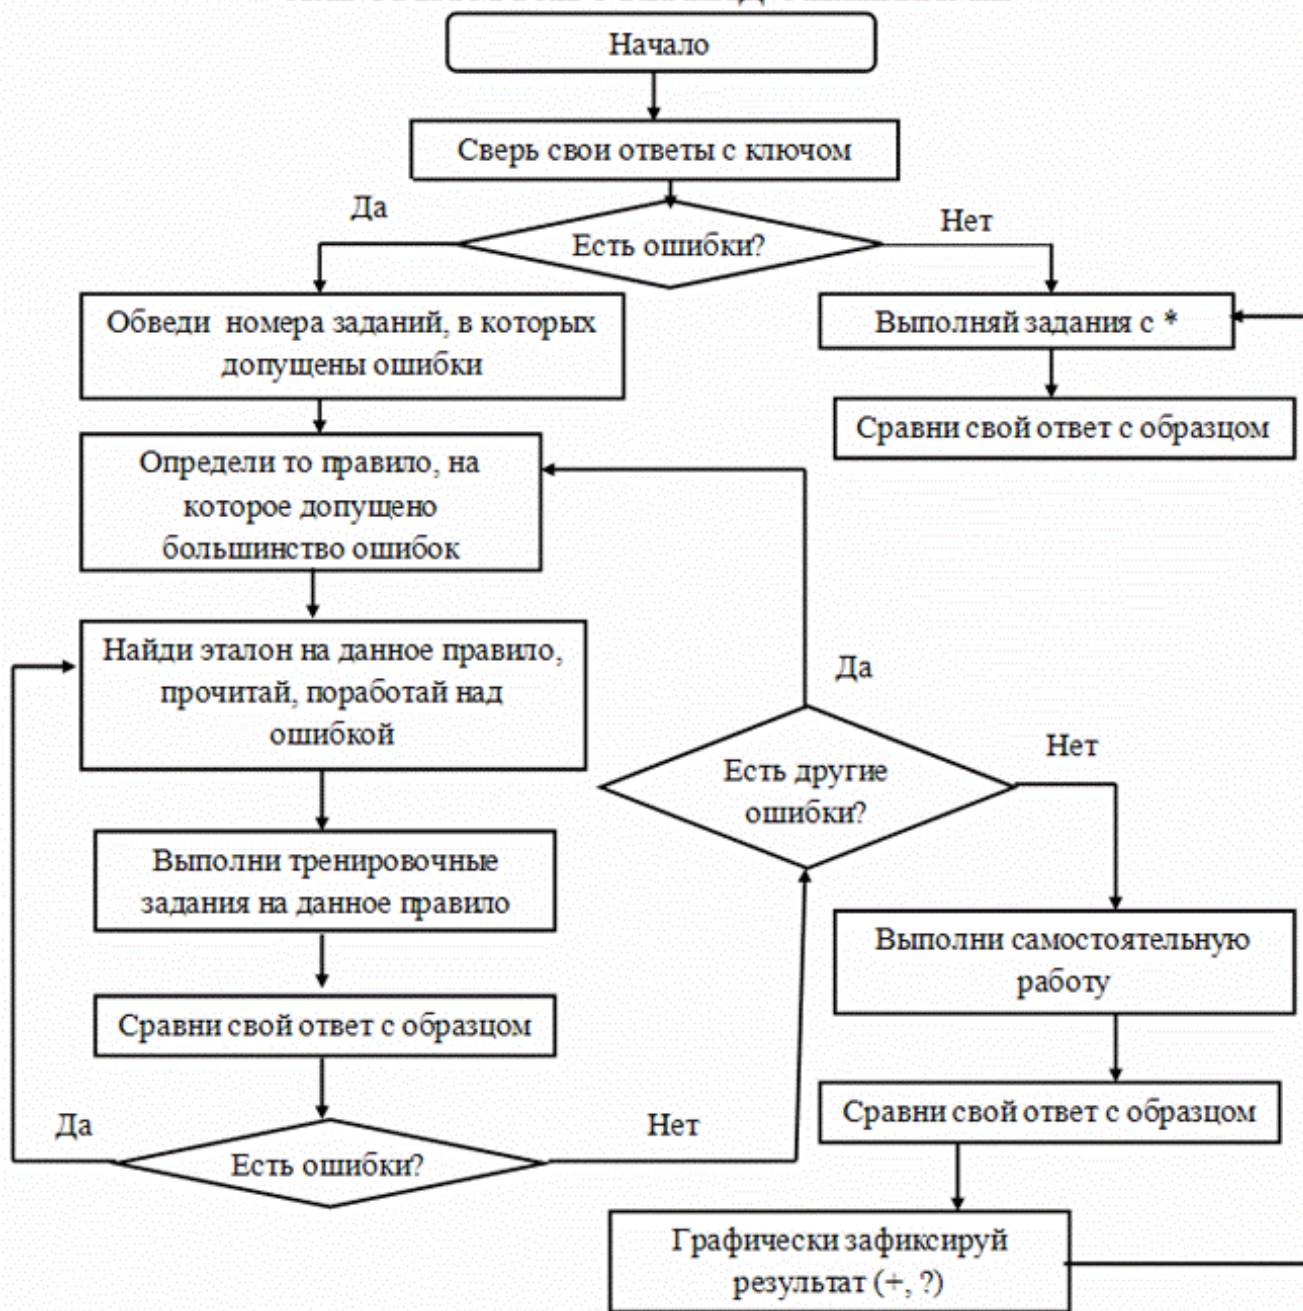 Начало
Сверь свои ответы с ключом
Да
Нет
Есть ошибки?
Обведи номера заданий, в которых
допущены ошибки
Выполняй задания с *
Сравни свой ответ с образцом
Определи то правило, на
которое допущено
большинство ошибок
Найди эталон на данное правило,
прочитай, поработай над
ошибкой
Да
Есть другие
ошибки?
Нет
Выполни тренировочные
задания на данное правило
Выполни самостоятельную
работу
Сравни свой ответ с образцом
Сравни свой ответ с образцом
Да
Есть ошибки?
Нет
Графически зафиксируй
результат (+, ?)